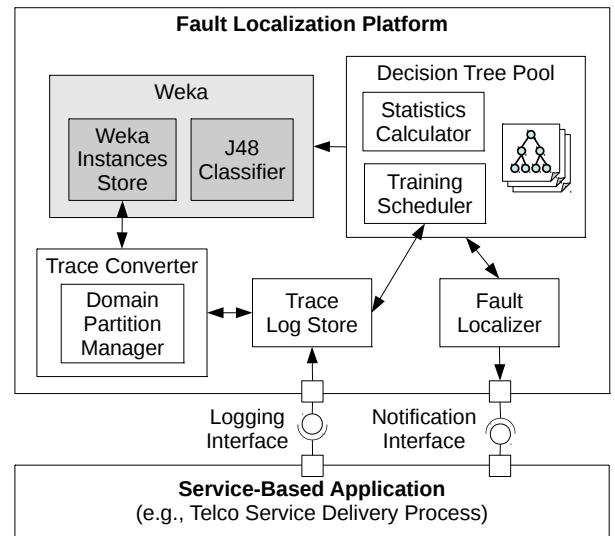 Fault Localization Platform
Weka
Weka
Instances
Store
J48
Classifier
Decision Tree Pool
Statistics
Calculator
Training
Scheduler
Trace Converter
Domain
Partition
Manager
Trace
Log Store
Fault
Localizer
Logging
Interface
Notification
Interface
Service-Based Application
(e.g., Telco Service Delivery Process)